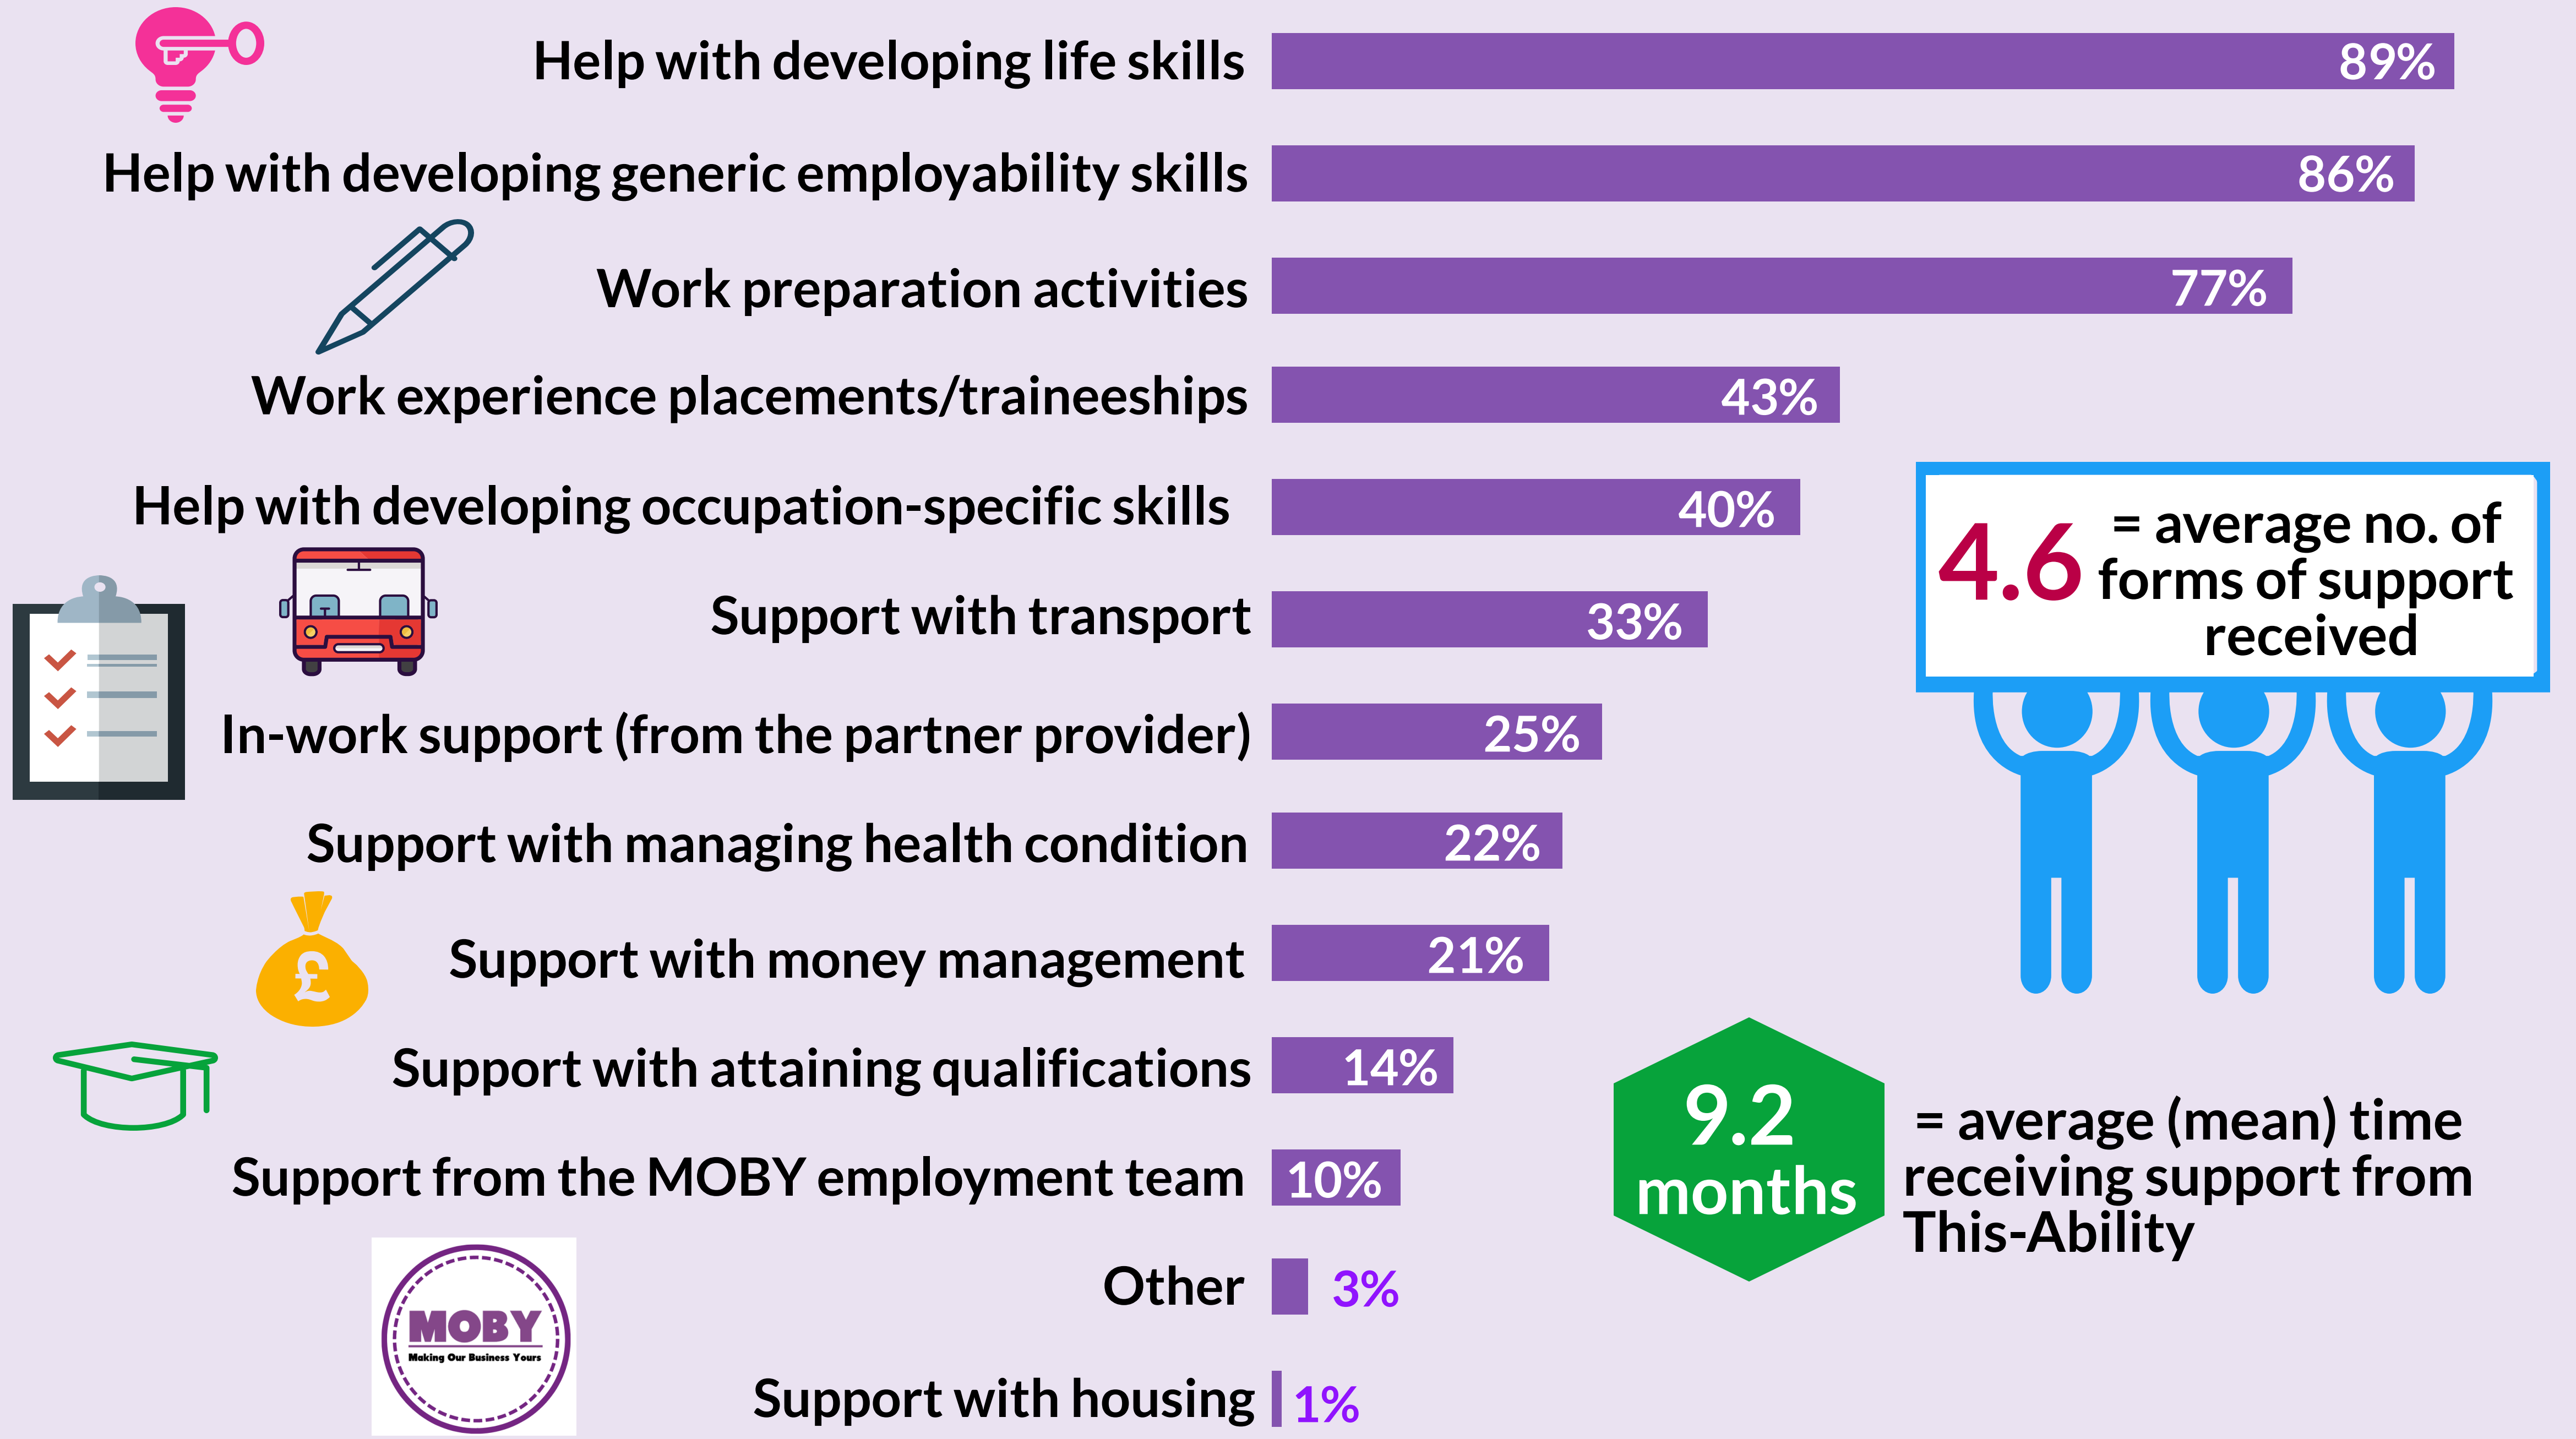 Help with developing life skills 89%
Help with developing generic employability skills 86%
Work preparation activities 77%
Work experience placements/traineeships 43%
Help with developing occupation-specific skills 40%
Support with transport 33%
In-work support (from the partner provider) 25%
Support with managing health condition 22%
£
Support with money management 21%
Support with attaining qualifications 14%
Support from the MOBY employment team 10%
Other 3%
MOBY
Making Our Business Yours
Support with housing 1%
4.6 = average no. of
forms of support
received
9.2
months
= average (mean) time
receiving support from
This-Ability